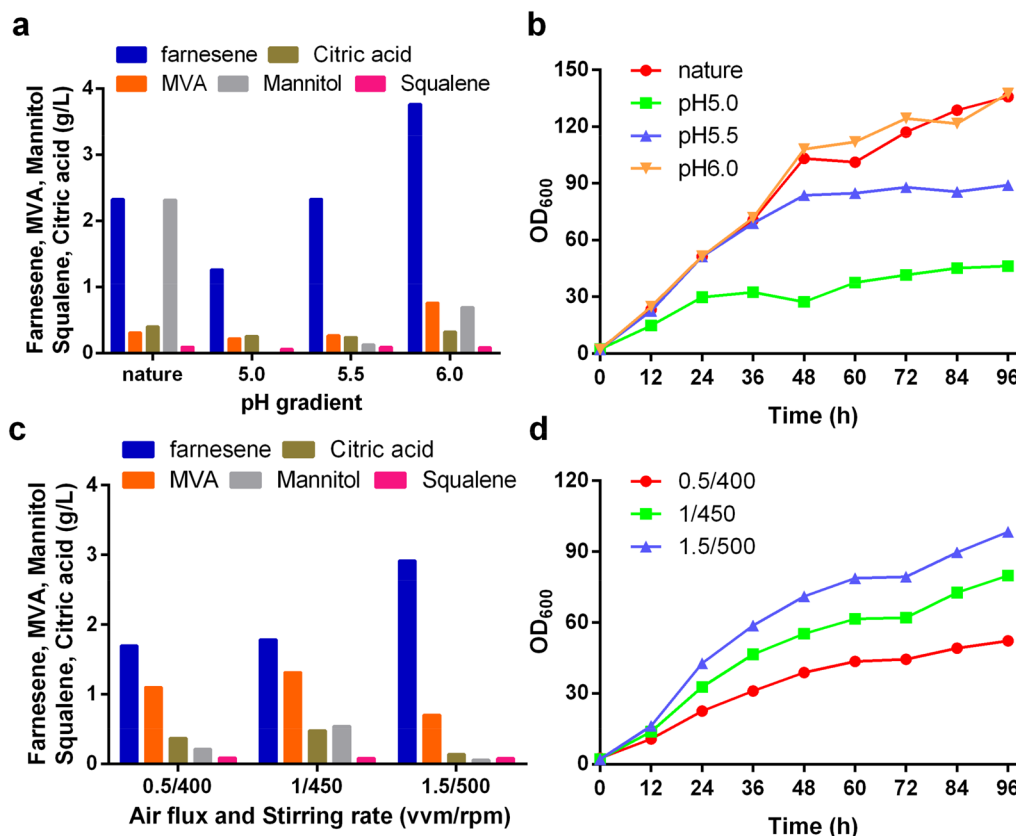 a
farnesene Citric acid
MVA Mannitol Squalene
Farnesene, MVA, Mannitol
Squalene, Citric acid (g/L)
4
3
2
1
0
nature 5.0 5.5 6.0
pH gradient
b
nature
pH5.0
pH5.5
pH6.0
OD600
150
120
90
60
30
0
0 12 24 36 48 60 72 84 96
Time (h)
c
farnesene Citric acid
MVA Mannitol Squalene
Farnesene, MVA, Mannitol
Squalene, Citric acid (g/L)
4
3
2
1
0
0.5/400 1/450 1.5/500
Air flux and Stirring rate (vvm/rpm)
d
0.5/400
1/450
1.5/500
OD600
120
90
60
30
0
0 12 24 36 48 60 72 84 96
Time (h)